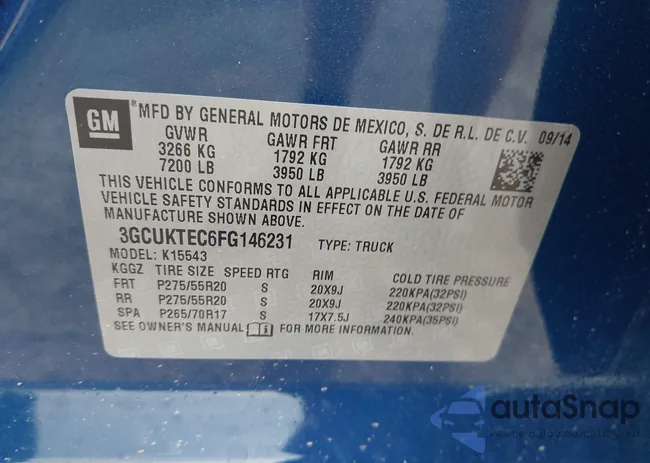 GM
MFD BY GENERAL MOTORS DE MEXICO, S. DE R.L. DE C.V. 09/14
GVWR GAWR FRT GAWR RR
3266 KG 1792 KG 1792 KG
7200 LB 3950 LB 3950 LB
THIS VEHICLE CONFORMS TO ALL APPLICABLE U.S. FEDERAL MOTOR
VEHICLE SAFETY STANDARDS IN EFFECT ON THE DATE OF
MANUFACTURE SHOWN ABOVE.
3GCUKTEC6FG146231 TYPE: TRUCK
MODEL: K15543
KGGZ TIRE SIZE SPEED RTG RIM COLD TIRE PRESSURE
FRT P275/55R20 S 20X9J 220KPA(32PSI)
RR P275/55R20 S 20X9J 220KPA(32PSI)
SPA P265/70R17 S 17X7.5J 240KPA(35PSI)
SEE OWNER'S MANUAL FOR MORE INFORMATION.
autoSnap